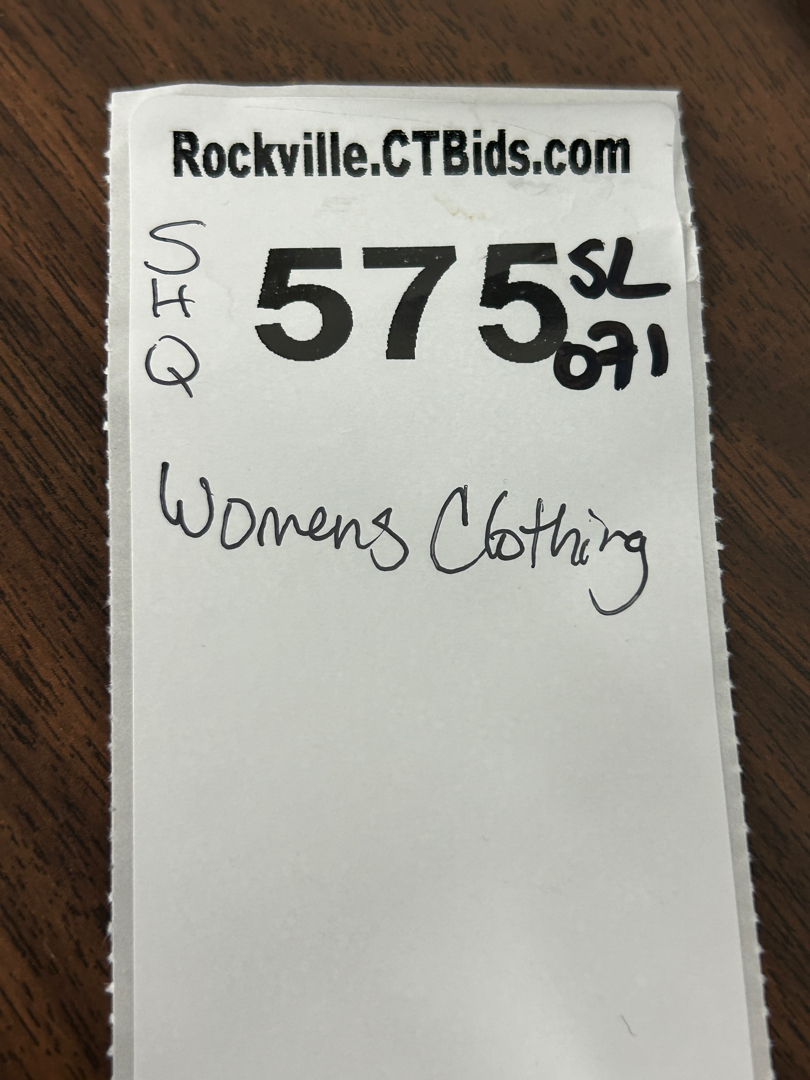 Rockville.CTBids.com
S
H
Q
575
SL
071
Womens Clothing